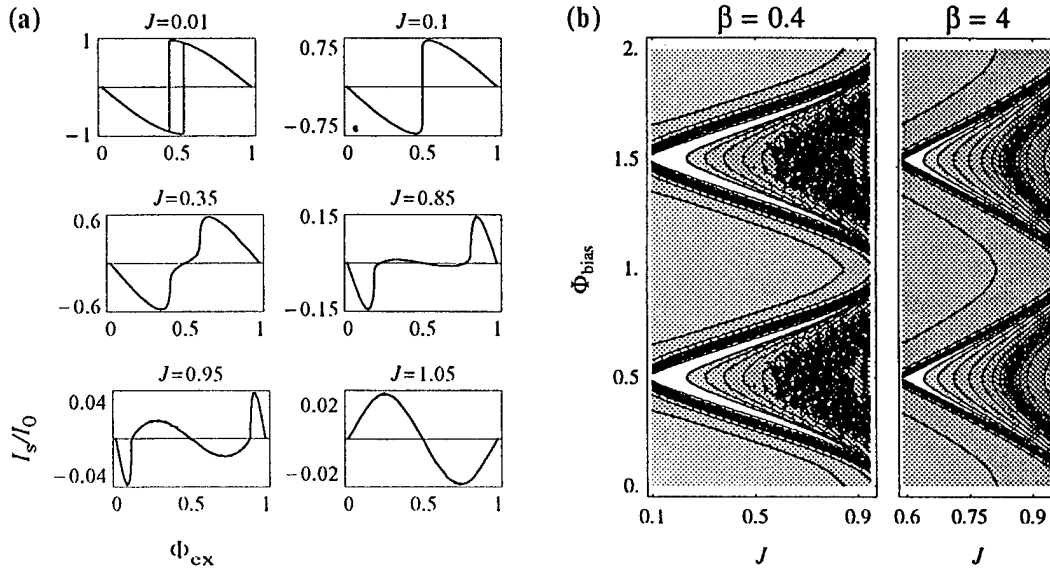 (a)
J=0.01
J=0.1
1
−1
0 0.5 1
0.75
−0.75
0 0.5 1
J=0.35
J=0.85
0.6
−0.6
0 0.5 1
0.15
−0.15
0 0.5 1
J=0.95
J=1.05
0.04
−0.04
0 0.5 1
0.02
−0.02
0 0.5 1
I_s/I_0
Φ_ex
(b)
β = 0.4
β = 4
2.
1.5
1.
0.5
0.
Φ_bias
0.1 0.5 0.9
0.6 0.75 0.9
J
J